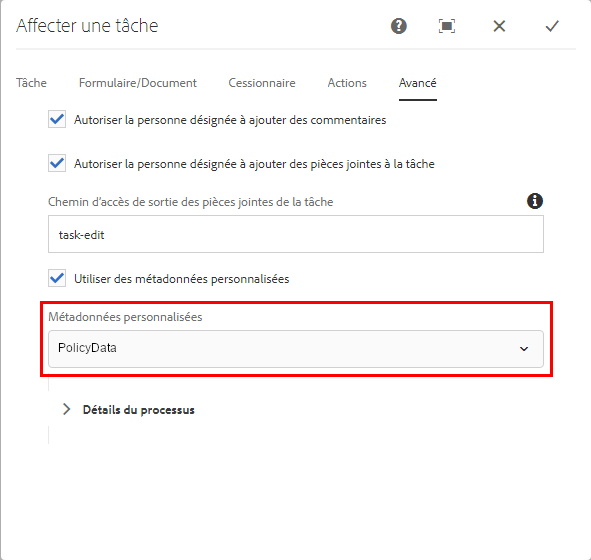 Affecter une tâche
Tâche Formulaire/Document Cessionnaire Actions Avancé
Autoriser la personne désignée à ajouter des commentaires
Autoriser la personne désignée à ajouter des pièces jointes à la tâche
Chemin d'accès de sortie des pièces jointes de la tâche
task-edit
Utiliser des métadonnées personnalisées
Métadonnées personnalisées
PolicyData
Détails du processus